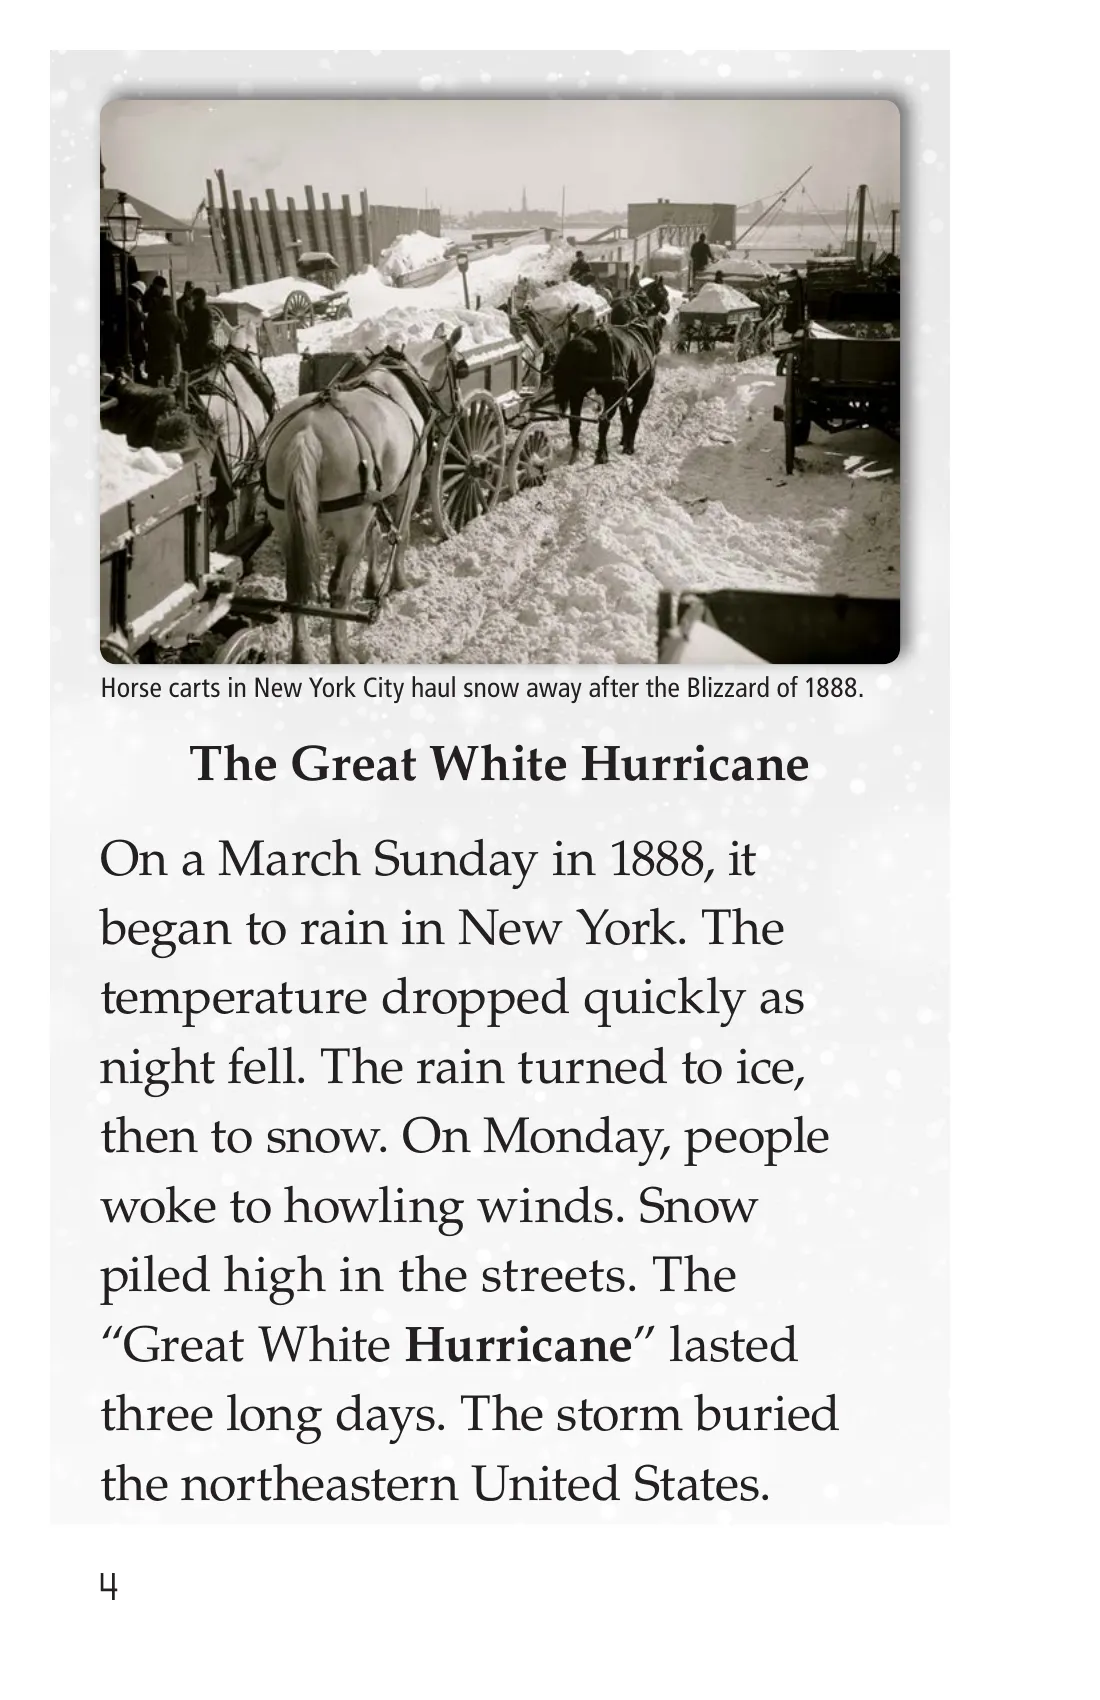 Horse carts in New York City haul snow away after the Blizzard of 1888.
The Great White Hurricane
On a March Sunday in 1888, it
began to rain in New York. The
temperature dropped quickly as
night fell. The rain turned to ice,
then to snow. On Monday, people
woke to howling winds. Snow
piled high in the streets. The
“Great White Hurricane” lasted
three long days. The storm buried
the northeastern United States.
4